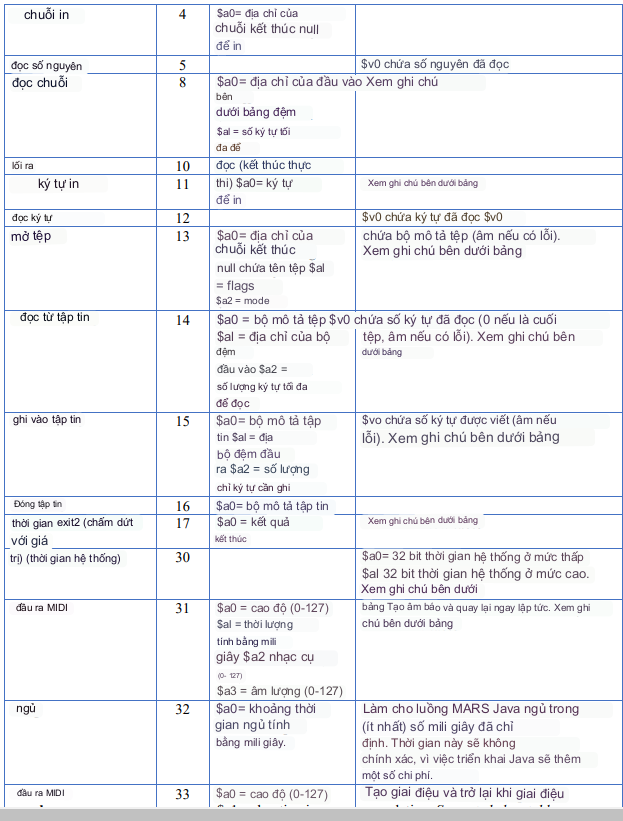 chuỗi in 4 $a0= địa chỉ của
chuỗi kết thúc null
để in
đọc số nguyên 5 $v0 chứa số nguyên đã đọc
đọc chuỗi 8 $a0= địa chỉ của đầu vào Xem ghi chú
bên
dưới bảng đệm
$al = số ký tự tối
đa để
lối ra 10 đọc (kết thúc thực
ký tự in 11 thi) $a0= ký tự Xem ghi chú bên dưới bảng
để in
đọc ký tự 12 $v0 chứa ký tự đã đọc $v0
mở tệp 13 $a0= địa chỉ của chứa bộ mô tả tệp (âm nếu có lỗi).
chuỗi kết thúc Xem ghi chú bên dưới bảng
null chứa tên tệp $al
= flags
$a2 = mode
đọc từ tập tin 14 $a0 = bộ mô tả tệp $v0 chứa số ký tự đã đọc (0 nếu là cuối
$al = địa chỉ của bộ tệp, âm nếu có lỗi). Xem ghi chú bên
đệm dưới bảng
đầu vào $a2 =
số lượng ký tự tối đa
để đọc
ghi vào tập tin 15 $a0= bộ mô tả tập $vo chứa số ký tự được viết (âm nếu
tin $al = địa lỗi). Xem ghi chú bên dưới bảng
bộ đệm đầu
ra $a2 = số lượng
chỉ ký tự cần ghi
Đóng tập tin 16 $a0= bộ mô tả tập tin
thời gian exit2 (chấm dứt 17 $a0 = kết quả Xem ghi chú bên dưới bảng
với giá kết thúc
trị) (thời gian hệ thống) 30 $a0= 32 bit thời gian hệ thống ở mức thấp
$al 32 bit thời gian hệ thống ở mức cao.
Xem ghi chú bên dưới
đầu ra MIDI 31 $a0 = cao độ (0-127) bảng Tạo âm báo và quay lại ngay lập tức. Xem ghi
$al = thời lượng chú bên dưới bảng
tính bằng mili
giây $a2 nhạc cụ
(0- 127)
$a3 = âm lượng (0-127)
ngủ 32 $a0= khoảng thời Làm cho luồng MARS Java ngủ trong
gian ngủ tính (ít nhất) số mili giây đã chỉ
bằng mili giây. định. Thời gian này sẽ không
chính xác, vì việc triển khai Java sẽ thêm
một số chi phí.
đầu ra MIDI 33 $a0 = cao độ (0-127) Tạo giai điệu và trở lại khi giai điệu